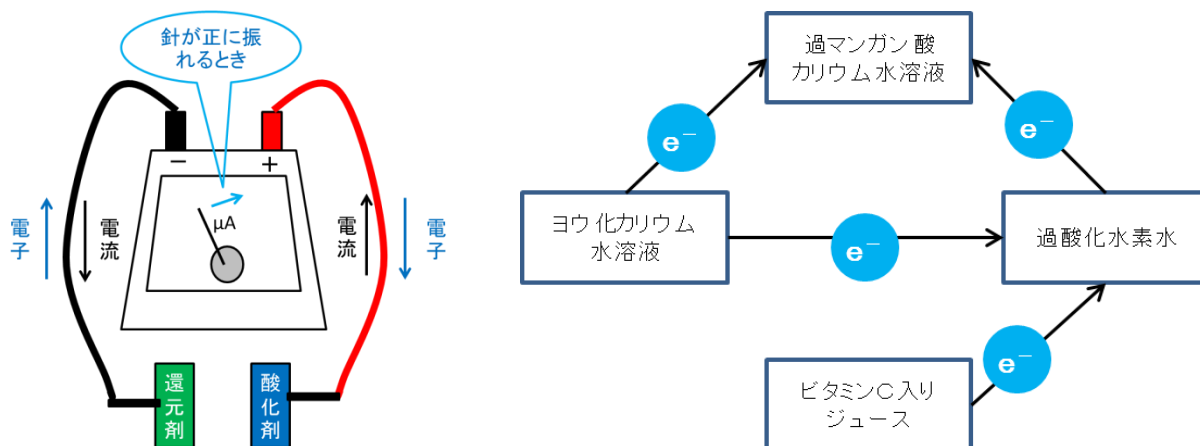 針が正に振
れるとき
－
＋
μA
電子
電流
電流
電子
還元剤
酸化剤
過マンガン酸
カリウム水溶液
e－
e－
ヨウ化カリウム
水溶液
e－
過酸化水素水
e－
ビタミンC入り
ジュース